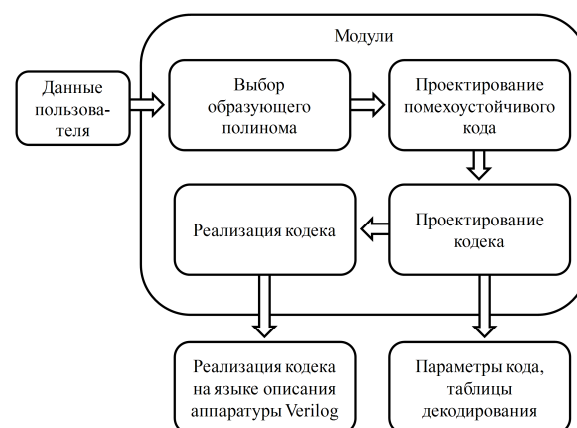 Модули
Данные
пользова-
теля
Выбор
образующего
полинома
Проектирование
помехоустойчивого
кода
Реализация кодека
Проектирование
кодека
Реализация кодека
на языке описания
аппаратуры Verilog
Параметры кода,
таблицы
декодирования